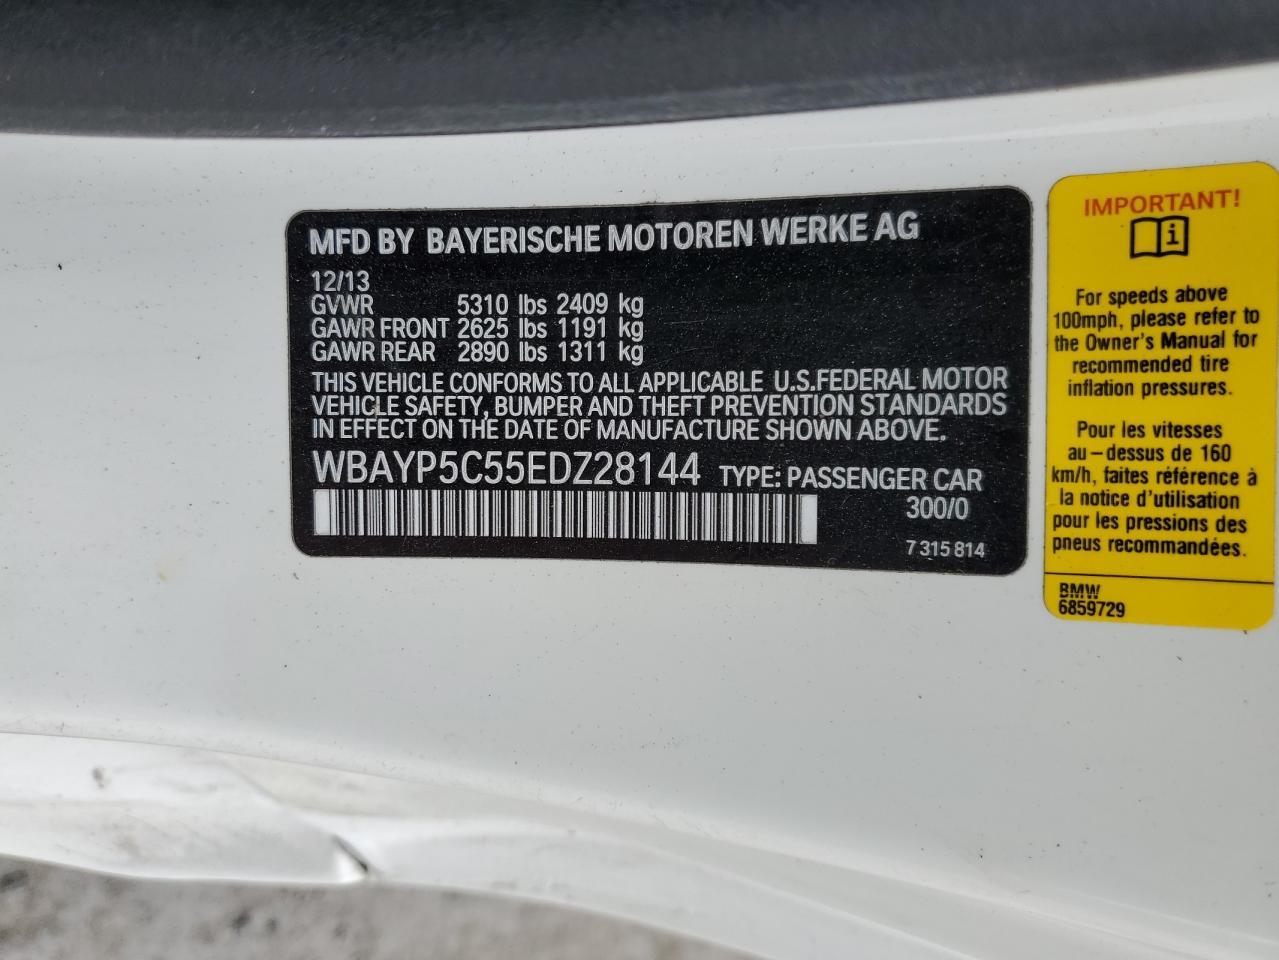 MFD BY BAYERISCHE MOTOREN WERKE AG
12/13
GVWR 5310 lbs 2409 kg
GAWR FRONT 2625 lbs 1191 kg
GAWR REAR 2890 lbs 1311 kg
THIS VEHICLE CONFORMS TO ALL APPLICABLE U.S.FEDERAL MOTOR
VEHICLE SAFETY, BUMPER AND THEFT PREVENTION STANDARDS
IN EFFECT ON THE DATE OF MANUFACTURE SHOWN ABOVE.
WBAYP5C55EDZ28144 TYPE: PASSENGER CAR
300/0
7 315 814
IMPORTANT!
i
For speeds above
100mph, please refer to
the Owner's Manual for
recommended tire
inflation pressures.
Pour les vitesses
au-dessus de 160
km/h, faites référence à
la notice d'utilisation
pour les pressions des
pneus recommandées.
BMW
6859729